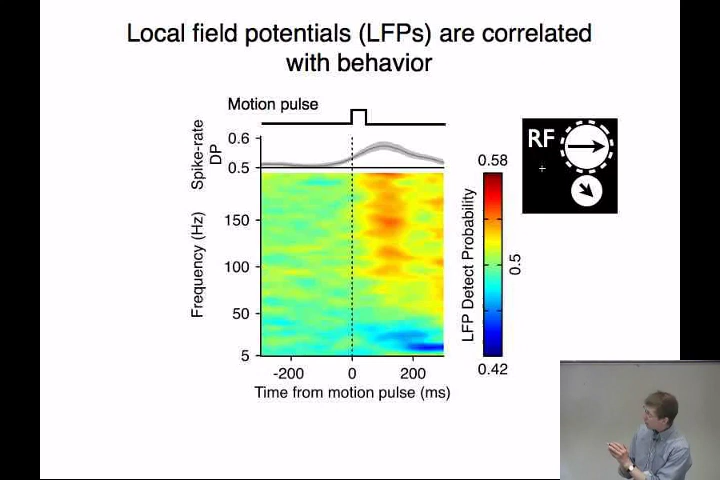 Local field potentials (LFPs) are correlated
with behavior
Motion pulse
Spike-rate
DP
0.6
0.5
Frequency (Hz)
150
100
50
5
-200
0
200
Time from motion pulse (ms)
0.58
0.5
0.42
LFP Detect Probability
RF